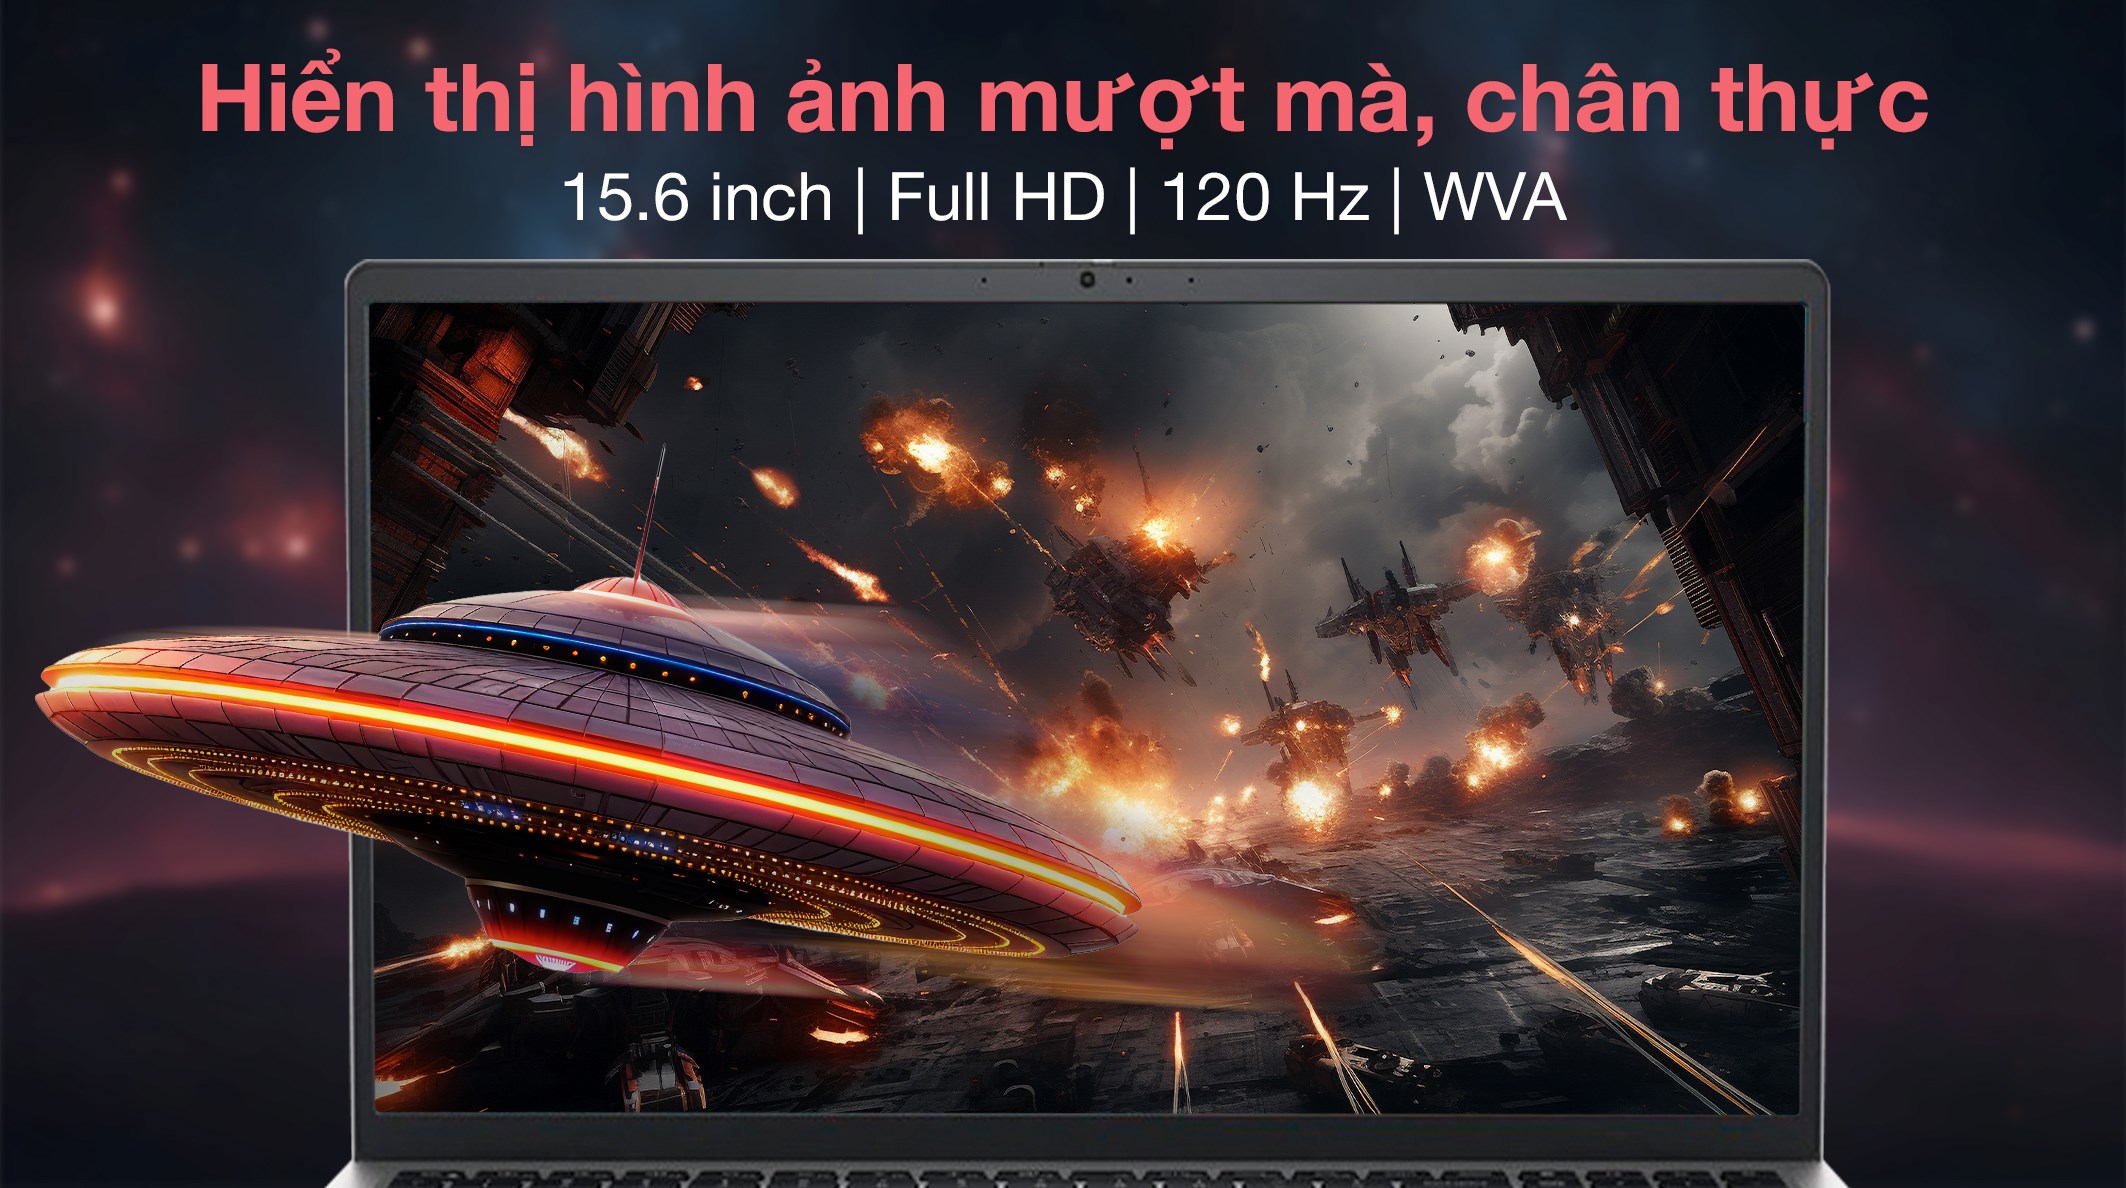 Hiển thị hình ảnh mượt mà, chân thực
15.6 inch | Full HD | 120 Hz | WVA